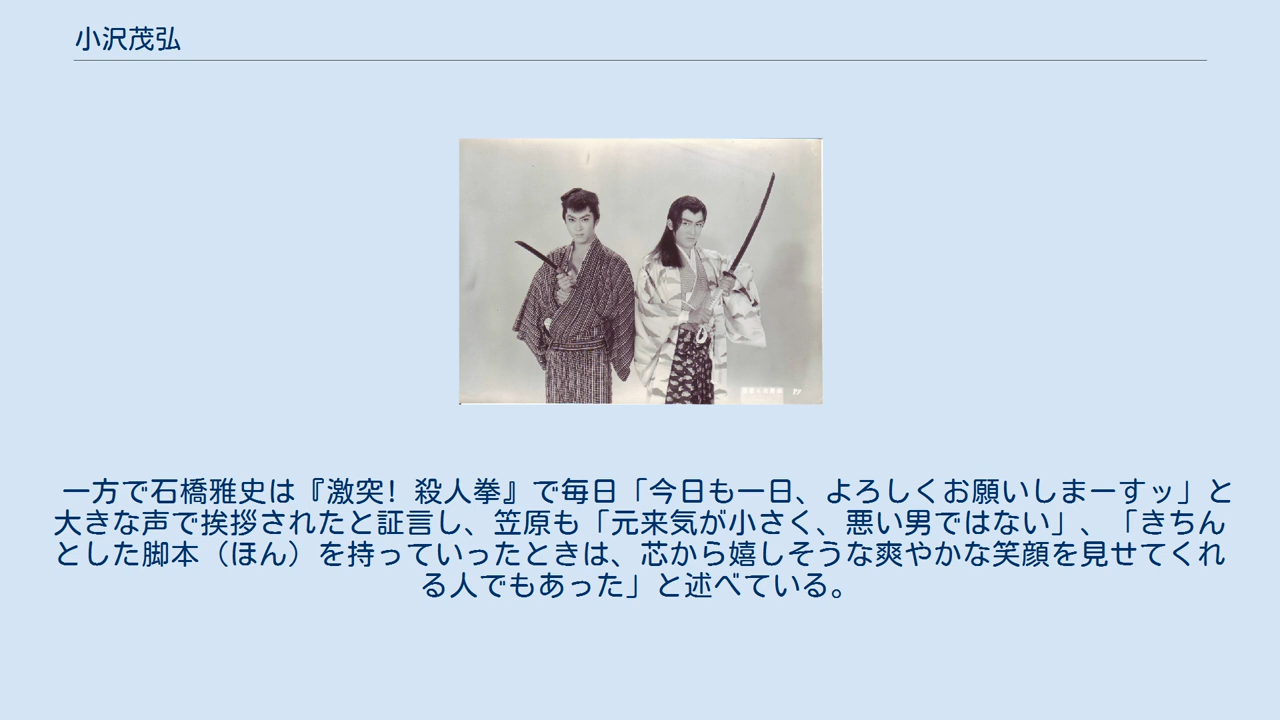 小沢茂弘
一方で石橋雅史は『激突！殺人拳』で毎日「今日も一日、よろしくお願いしまーすッ」と
大きな声で挨拶されたと証言し、笠原も「元来気が小さく、悪い男ではない」、「きちん
とした脚本（ほん）を持っていったときは、芯から嬉しそうな爽やかな笑顔を見せてくれ
る人でもあった」と述べている。